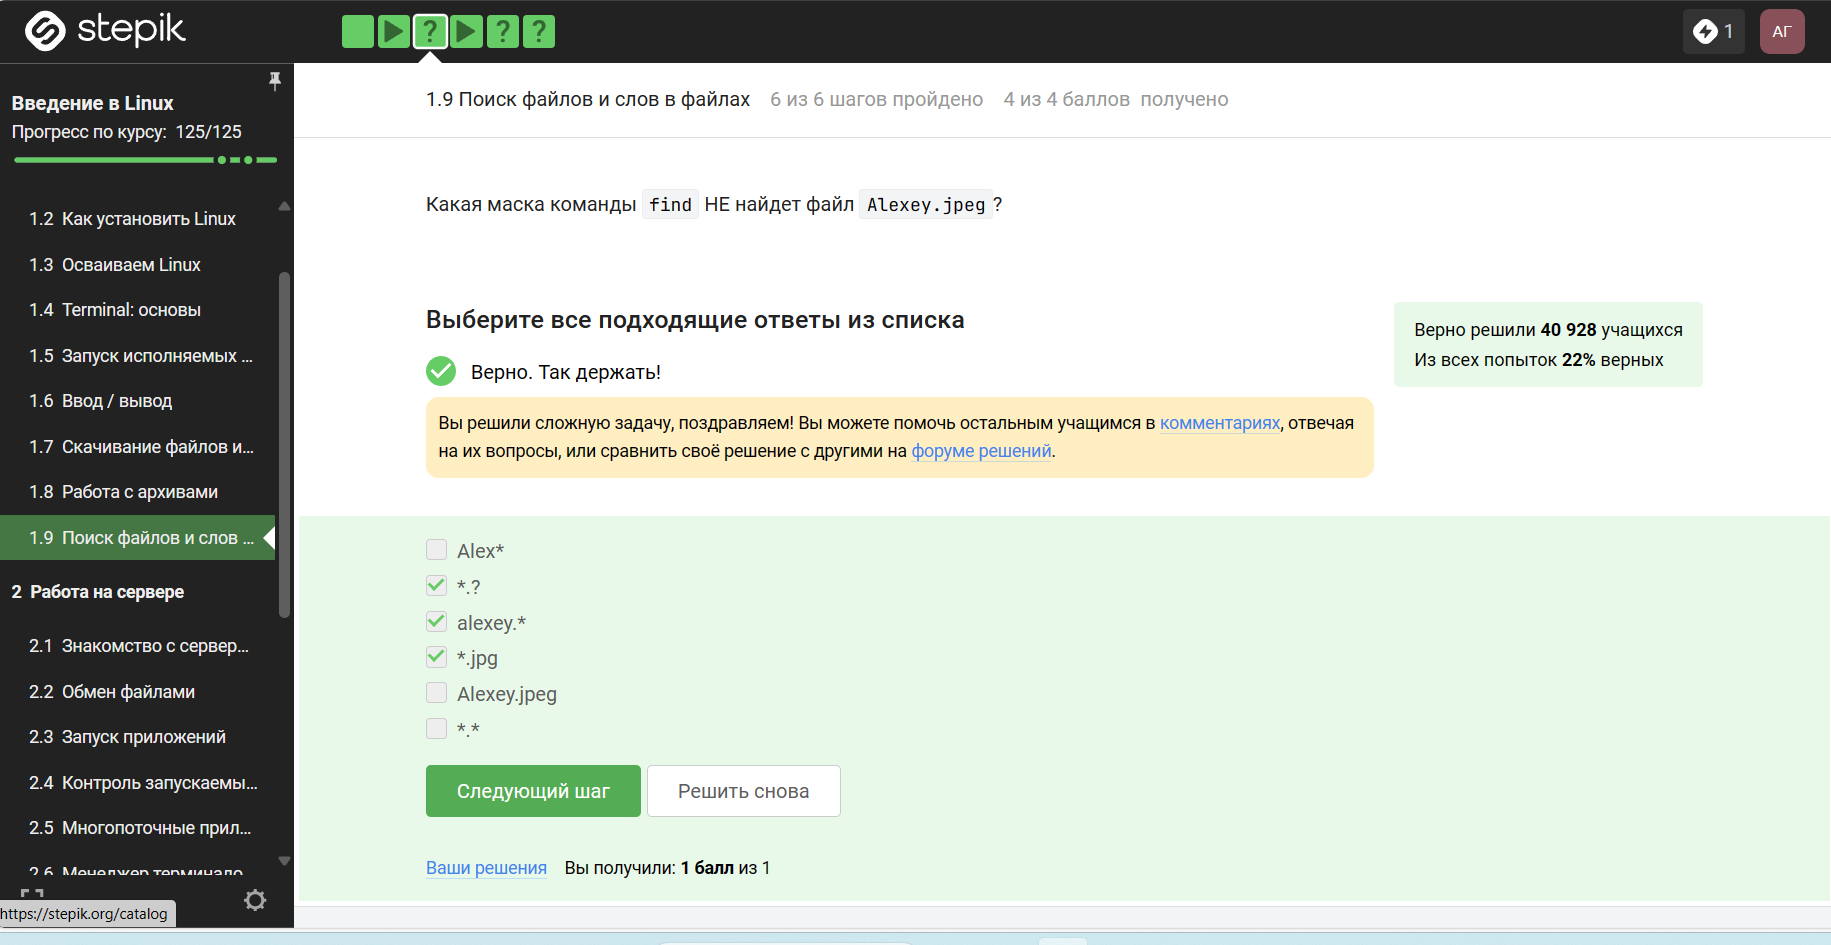 stepik
?
?
?
1
АГ
Введение в Linux
Прогресс по курсу: 125/125
1.2 Как установить Linux
1.3 Осваиваем Linux
1.4 Terminal: основы
1.5 Запуск исполняемых ...
1.6 Ввод / вывод
1.7 Скачивание файлов и...
1.8 Работа с архивами
1.9 Поиск файлов и слов ...
2 Работа на сервере
2.1 Знакомство с сервер...
2.2 Обмен файлами
2.3 Запуск приложений
2.4 Контроль запускаемы...
2.5 Многопоточные прил...
2.6 Менеджер терминало
https://stepik.org/catalog
1.9 Поиск файлов и слов в файлах 6 из 6 шагов пройдено 4 из 4 баллов получено
Какая маска команды find НЕ найдет файл Alexey.jpeg ?
Выберите все подходящие ответы из списка
Верно. Так держать!
Вы решили сложную задачу, поздравляем! Вы можете помочь остальным учащимся в комментариях, отвечая
на их вопросы, или сравнить своё решение с другими на форуме решений.
Верно решили 40 928 учащихся
Из всех попыток 22% верных
Alex*
*.?
alexey.*
*.jpg
Alexey.jpeg
*.*
Следующий шаг
Решить снова
Ваши решения Вы получили: 1 балл из 1